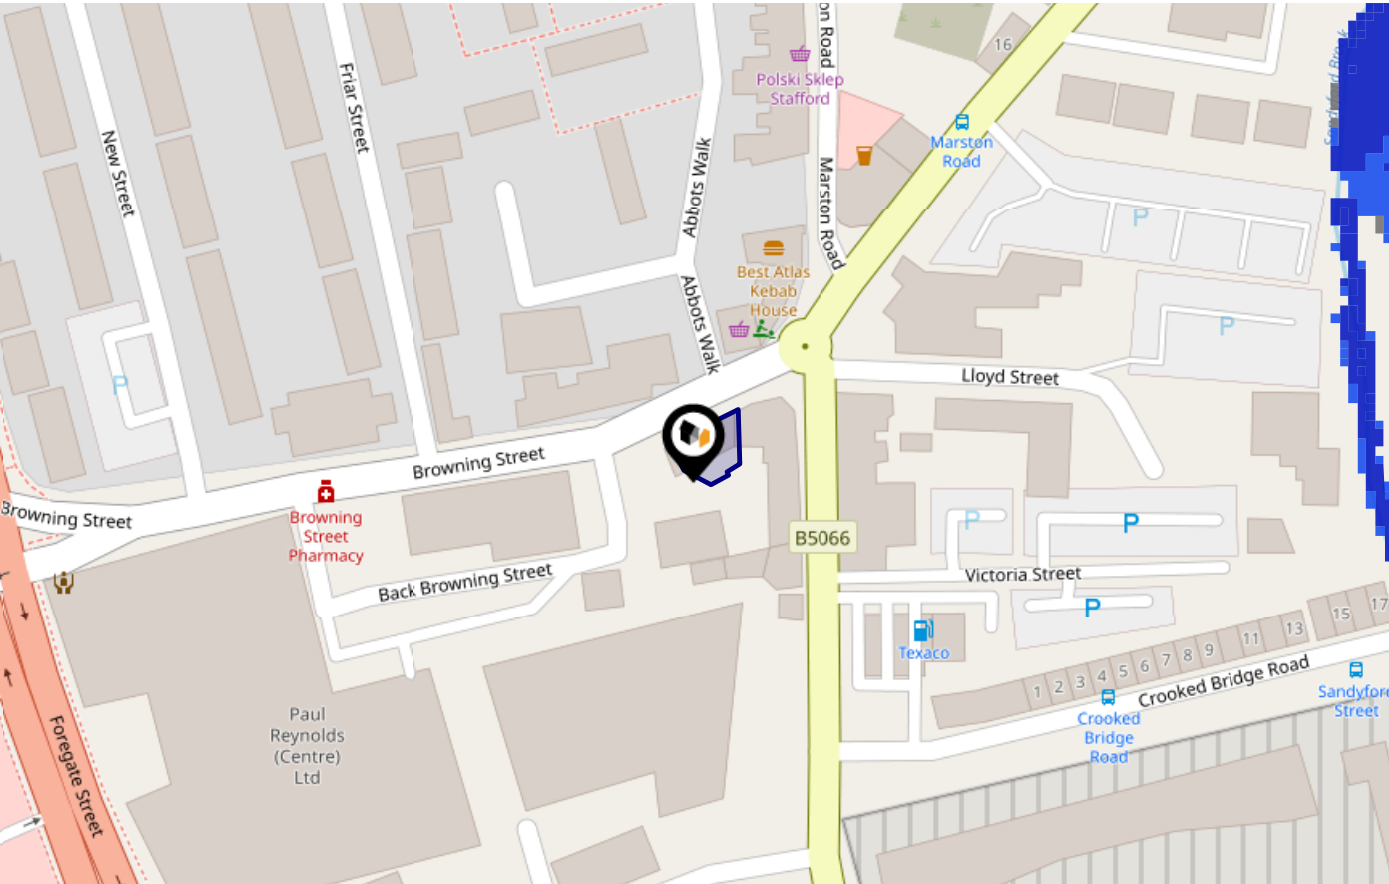 on Road
16
Polski Sklep
Stafford
Friar Street
New Street
Marston
Road
Abbots Walk
Marston Road
P
Best Atlas
Kebab
House
Abbots Walk
P
P
Lloyd Street
Browning Street
Browning Street
Browning
Street
Pharmacy
P
P
B5066
Back Browning Street
Victoria Street
P
Texaco
1
2
3
4
5
6
7
8
9
11
13
15
17
Crooked Bridge Road
Sandyford
Street
Crooked
Bridge
Road
Paul
Reynolds
(Centre)
Ltd
Foregate Street